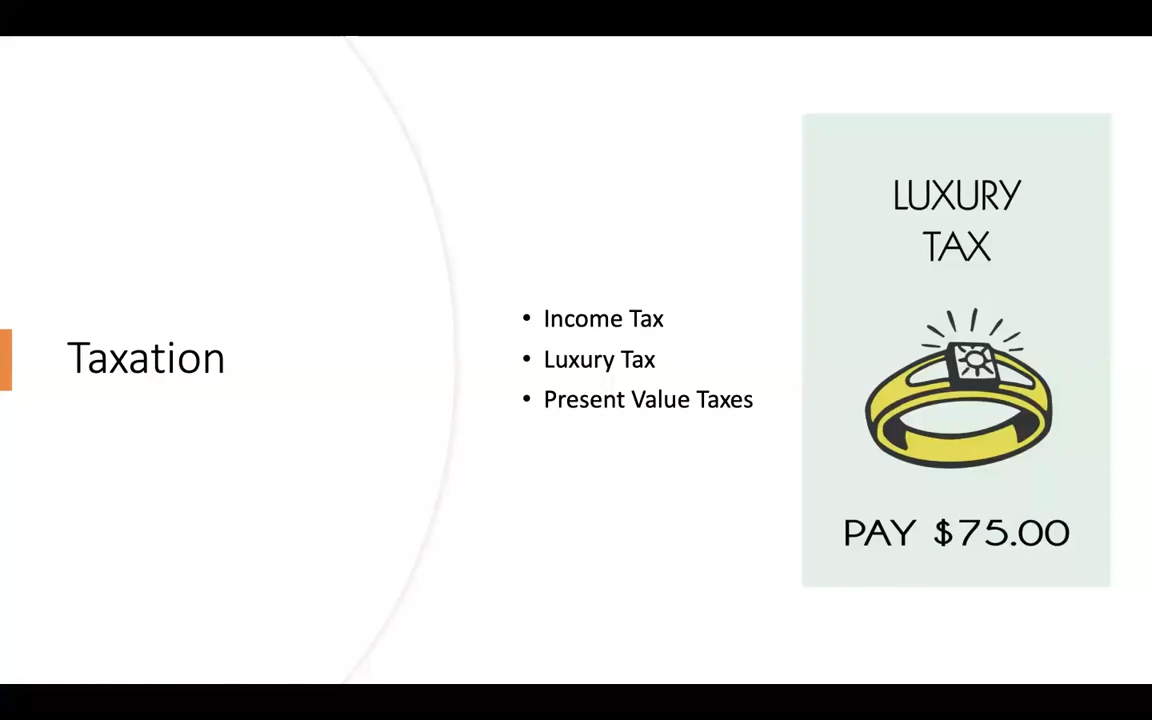 Taxation
• Income Tax
• Luxury Tax
• Present Value Taxes
LUXURY
TAX
PAY $75.00